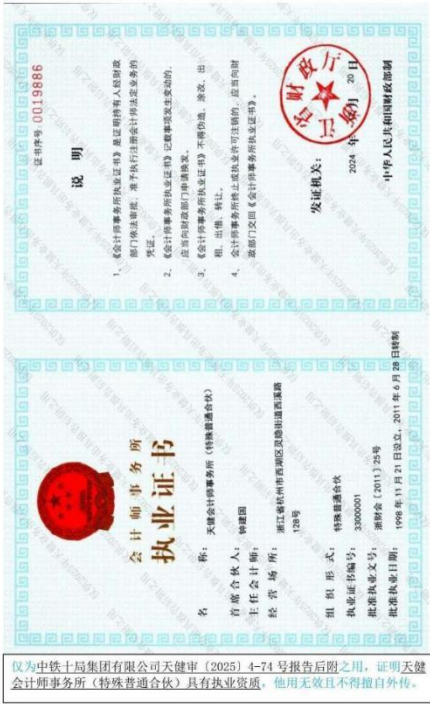 会计师事务所
执业证书
名 称： 天健会计师事务所（特殊普通合伙）
首席合伙人： 钟建国
主任会计师：
经营场所： 浙江省杭州市西湖区灵隐街道西溪路
128号
组织形式： 特殊普通合伙
执业证书编号： 33000001
批准执业文号： 浙财会〔2011〕25号
批准执业日期： 1998年11月21日设立，2011年6月28日转制
证书序号：0019886
说 明
1、《会计师事务所执业证书》是证明持有人经财政
部门依法审批，准予执行注册会计师法定业务的
凭证。
2、《会计师事务所执业证书》记载事项发生变动的，
应当向财政部门申请换发。
3、《会计师事务所执业证书》不得伪造、涂改、出
租、出借、转让。
4、会计师事务所终止或执业许可注销的，应当向财
政部门交回《会计师事务所执业证书》。
发证机关：
2024 年 月 20 日
中华人民共和国财政部制
仅为中铁十局集团有限公司天健审〔2025〕4-74 号报告后附之用，证明天健
会计师事务所（特殊普通合伙）具有执业资质，他用无效且不得擅自外传。